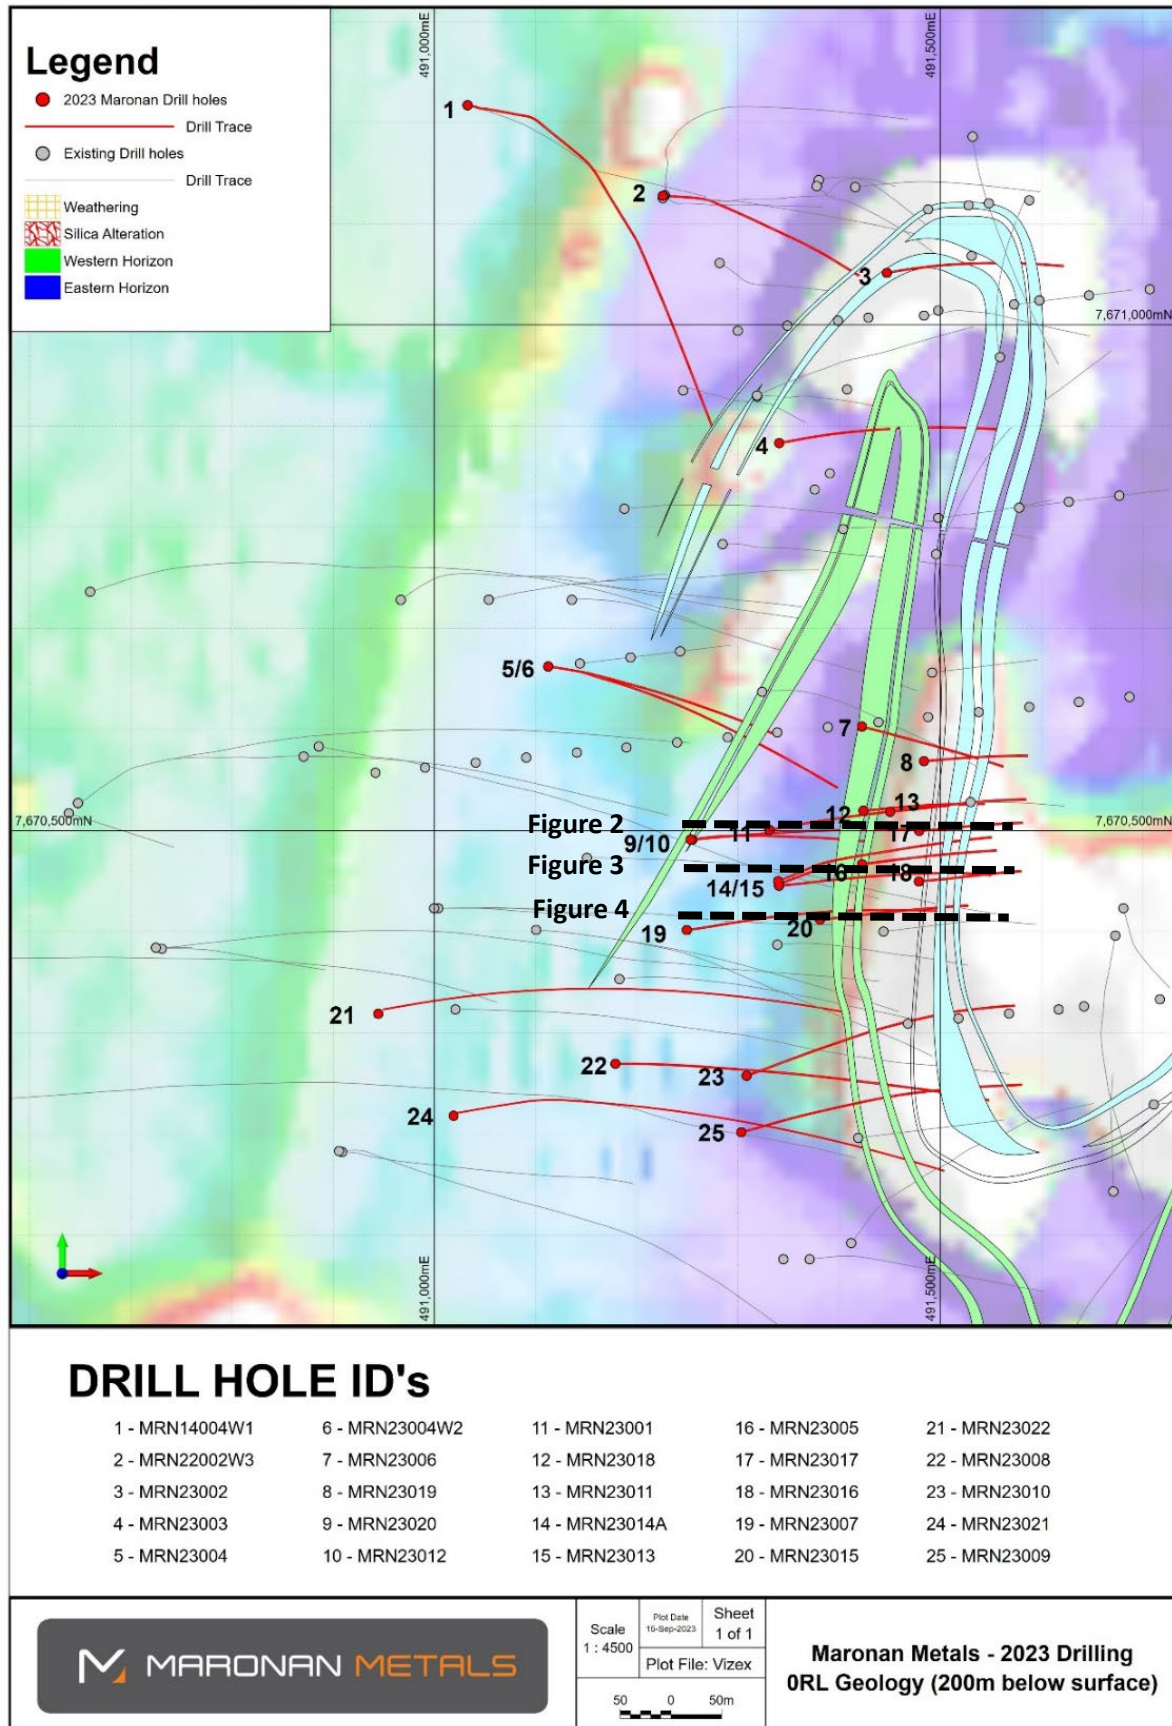 Legend
2023 Maronan Drill holes
Drill Trace
Existing Drill holes
Drill Trace
Weathering
Silica Alteration
Western Horizon
Eastern Horizon
491,000mE
491,500mE
1
2
3
7,671,000mN
4
5/6
7
8
12
13
7,670,500mN
7,670,500mN
Figure 2
11
17
9/10
Figure 3
16
18
14/15
Figure 4
19
20
21
22
23
24
25
491,000mE
491,500mE
DRILL HOLE ID's
1 - MRN14004W1
2 - MRN22002W3
3 - MRN23002
4 - MRN23003
5 - MRN23004
6 - MRN23004W2
7 - MRN23006
8 - MRN23019
9 - MRN23020
10 - MRN23012
11 - MRN23001
12 - MRN23018
13 - MRN23011
14 - MRN23014A
15 - MRN23013
16 - MRN23005
17 - MRN23017
18 - MRN23016
19 - MRN23007
20 - MRN23015
21 - MRN23022
22 - MRN23008
23 - MRN23010
24 - MRN23021
25 - MRN23009
MARONAN METALS
Scale
1 : 4500
Plot Date
16-Sep-2023
Sheet
1 of 1
Plot File: Vizex
50 0 50m
Maronan Metals - 2023 Drilling
0RL Geology (200m below surface)